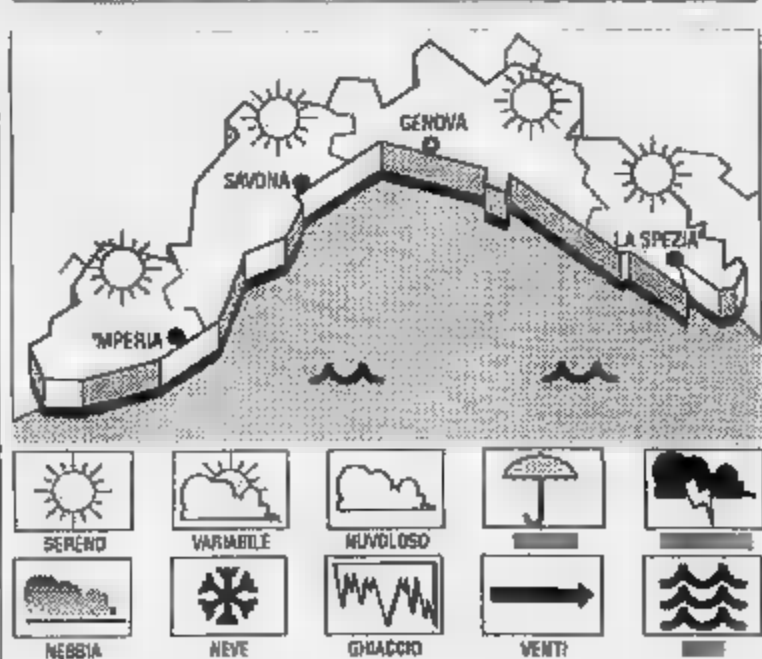 GENOVA
SAVONA
LA SPEZIA
IMPERIA
SERENO VARIABILE NUVOLOSO
NEBBIA NEVE GHIACCIO VENTI